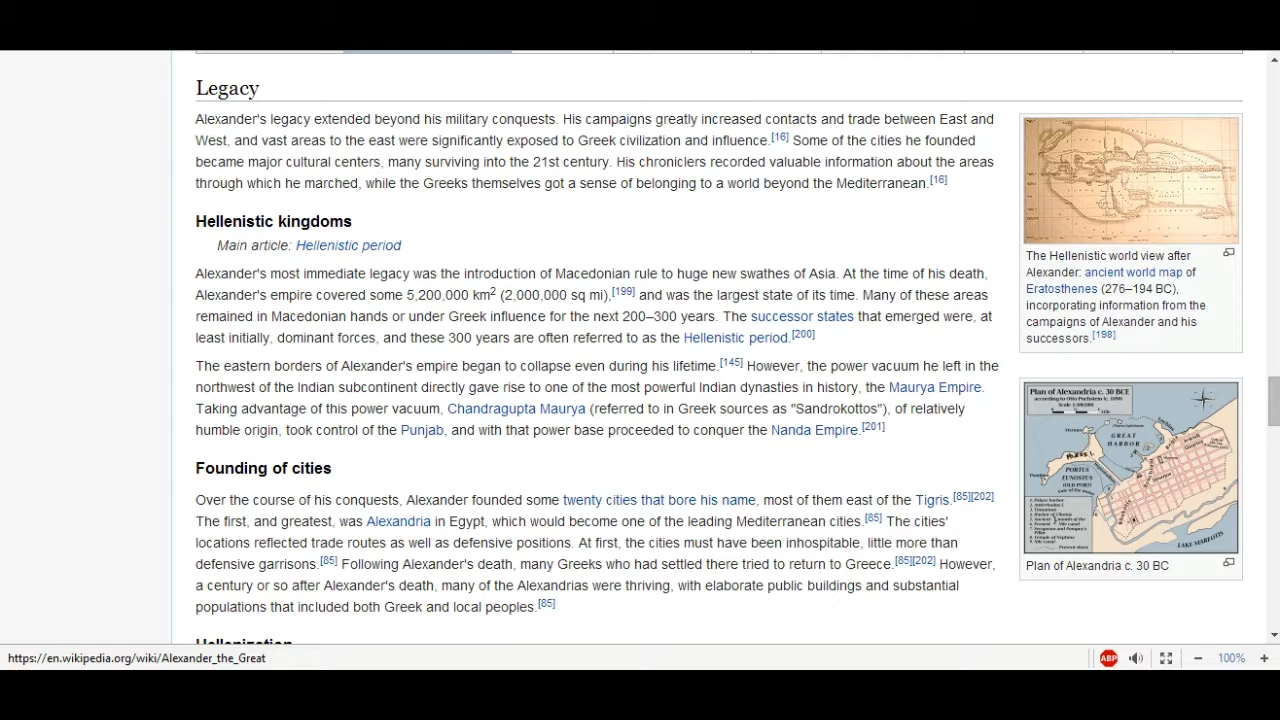 Legacy
Alexander's legacy extended beyond his military conquests. His campaigns greatly increased contacts and trade between East and
West, and vast areas to the east were significantly exposed to Greek civilization and influence.[16] Some of the cities he founded
became major cultural centers, many surviving into the 21st century. His chroniclers recorded valuable information about the areas
through which he marched, while the Greeks themselves got a sense of belonging to a world beyond the Mediterranean.[16]
Hellenistic kingdoms
Main article: Hellenistic period
Alexander's most immediate legacy was the introduction of Macedonian rule to huge new swathes of Asia. At the time of his death,
Alexander's empire covered some 5,200,000 km2 (2,000,000 sq mi),[199] and was the largest state of its time. Many of these areas
remained in Macedonian hands or under Greek influence for the next 200–300 years. The successor states that emerged were, at
least initially, dominant forces, and these 300 years are often referred to as the Hellenistic period.[200]
The eastern borders of Alexander's empire began to collapse even during his lifetime.[145] However, the power vacuum he left in the
northwest of the Indian subcontinent directly gave rise to one of the most powerful Indian dynasties in history, the Maurya Empire.
Taking advantage of this power vacuum, Chandragupta Maurya (referred to in Greek sources as "Sandrokottos"), of relatively
humble origin, took control of the Punjab, and with that power base proceeded to conquer the Nanda Empire.[201]
Founding of cities
Over the course of his conquests, Alexander founded some twenty cities that bore his name, most of them east of the Tigris.[85][202]
The first, and greatest, was Alexandria in Egypt, which would become one of the leading Mediterranean cities.[85] The cities'
locations reflected trade routes as well as defensive positions. At first, the cities must have been inhospitable, little more than
defensive garrisons.[85] Following Alexander's death, many Greeks who had settled there tried to return to Greece.[85][202] However,
a century or so after Alexander's death, many of the Alexandrias were thriving, with elaborate public buildings and substantial
populations that included both Greek and local peoples.[85]
Hellenization
The Hellenistic world view after
Alexander: ancient world map of
Eratosthenes (276–194 BC),
incorporating information from the
campaigns of Alexander and his
successors.[198]
Plan of Alexandria c. 30 BCE
according to Otto Puchstein
GREAT
HARBOR
PORTUS
EUNOSTUS
LAKE MAREOTIS
Plan of Alexandria c. 30 BC
https://en.wikipedia.org/wiki/Alexander_the_Great
ABP
100%